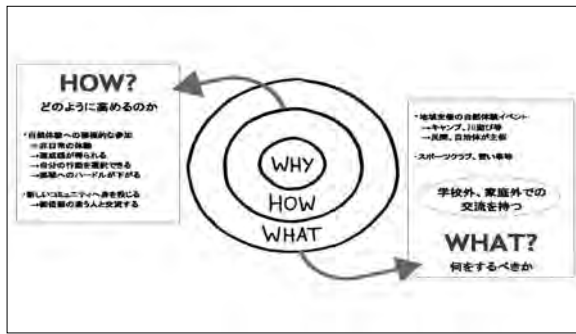 HOW?
どのように高めるのか
・自然体験への積極的な参加
⇒非日常の体験
→達成感が得られる
→自分の行動を選択できる
→挑戦へのハードルが下がる
・新しいコミュニティへ身を投じる
→価値観の違う人と交流する
WHY
HOW
WHAT
・地域主催の自然体験イベント
→キャンプ、川遊び等
→民間、自治体が主催
・スポーツクラブ、習い事等
学校外、家庭外での
交流を持つ
WHAT?
何をするべきか